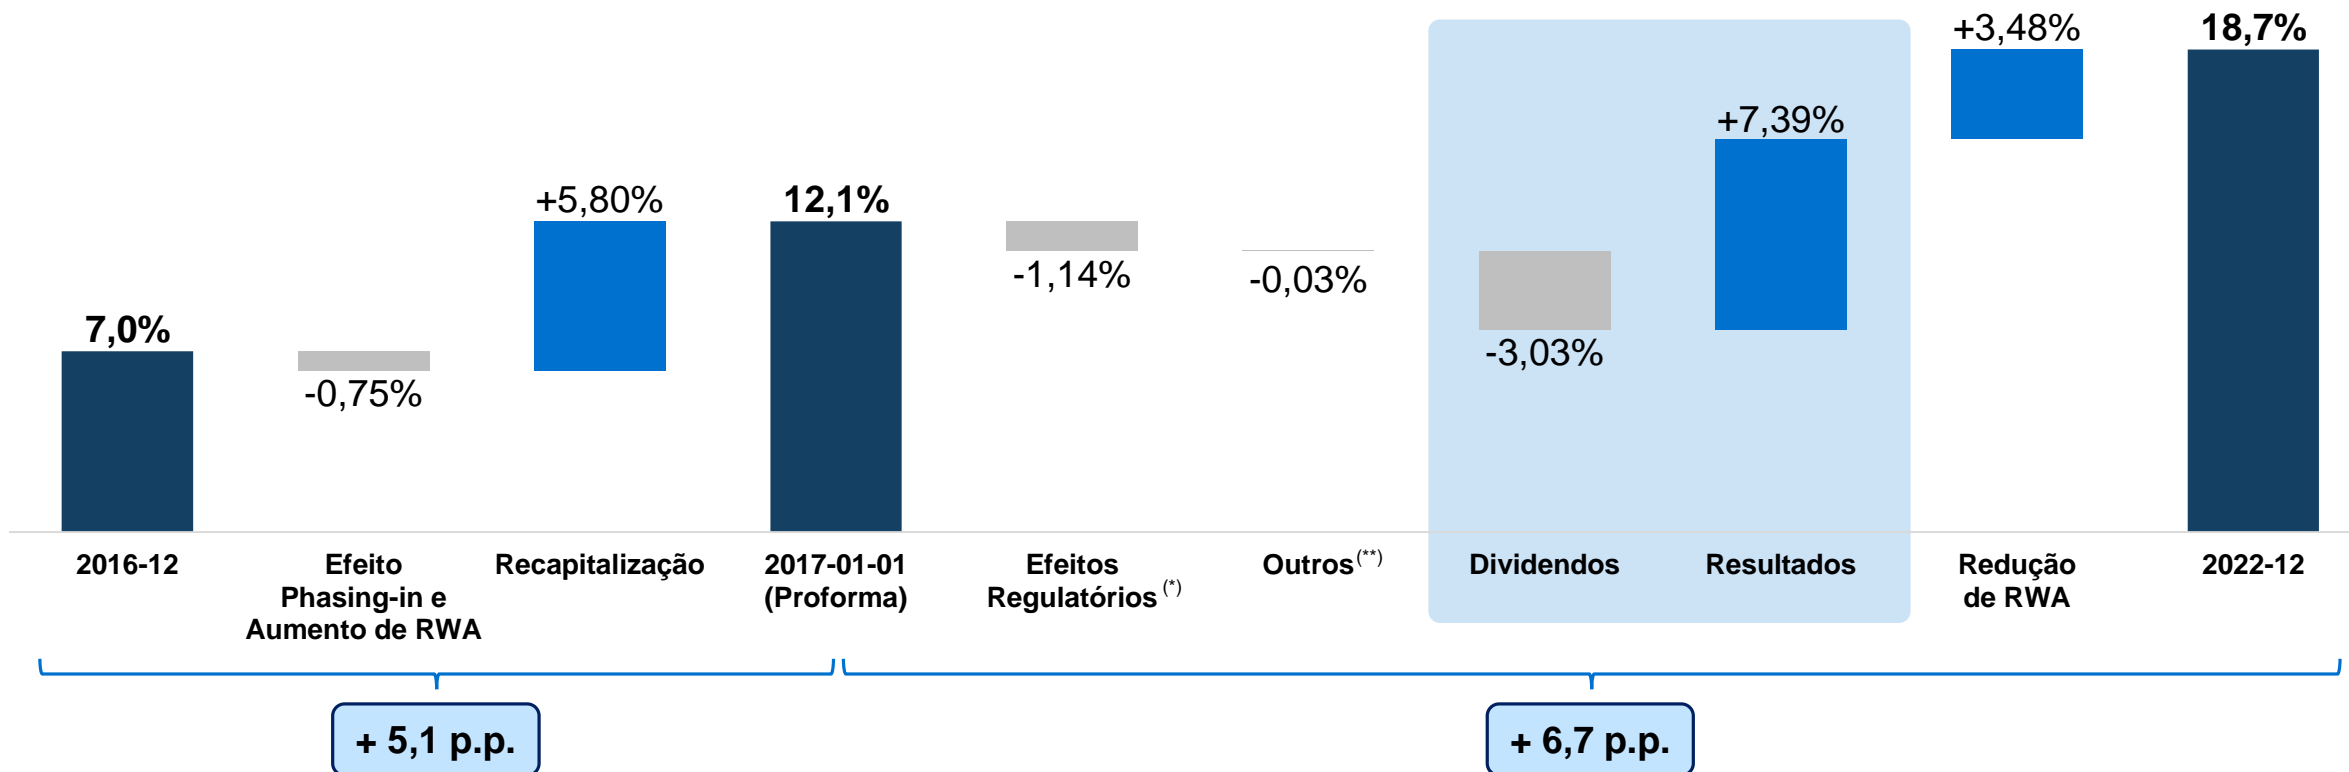 +3,48%
18,7%
+7,39%
+5,80%
12,1%
-1,14%
-0,03%
7,0%
-3,03%
-0,75%
2016-12
Efeito
Phasing-in e
Aumento de RWA
Recapitalização
2017-01-01
(Proforma)
Efeitos
Regulatórios (*)
Outros (**)
Dividendos
Resultados
Redução
de RWA
2022-12
+ 5,1 p.p.
+ 6,7 p.p.